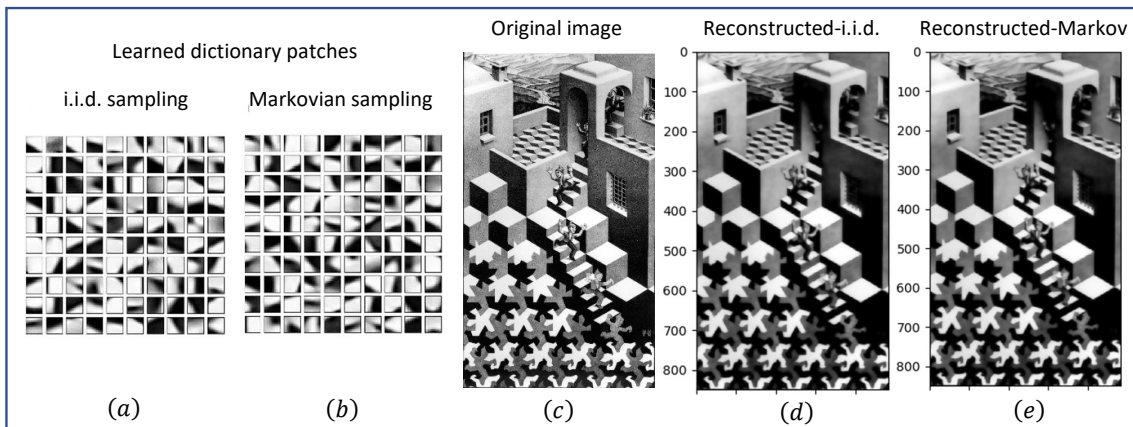 Learned dictionary patches
i.i.d. sampling
Markovian sampling
Original image
Reconstructed-i.i.d.
Reconstructed-Markov
0
100
200
300
400
500
600
700
800
0
100
200
300
400
500
600
700
800
(a)
(b)
(c)
(d)
(e)